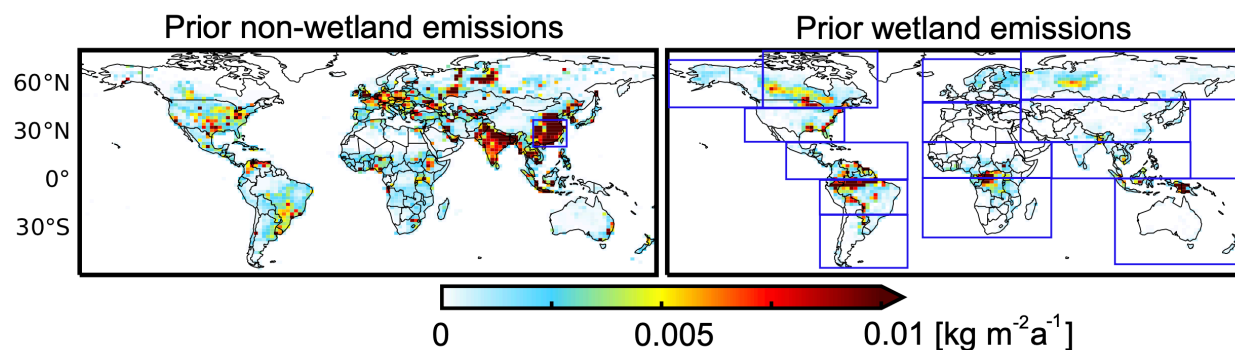 Prior non-wetland emissions
Prior wetland emissions
60°N
30°N
0°
30°S
0
0.005
0.01 [kg m⁻²a⁻¹]